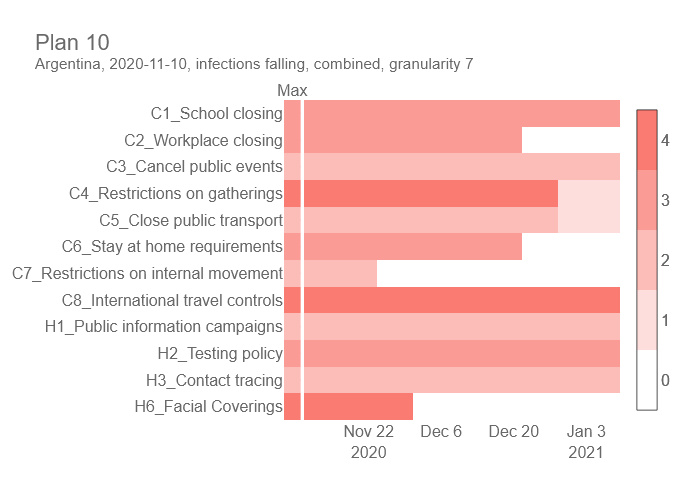 Plan 10
Argentina, 2020-11-10, infections falling, combined, granularity 7
Max
C1_School closing
C2_Workplace closing
C3_Cancel public events
C4_Restrictions on gatherings
C5_Close public transport
C6_Stay at home requirements
C7_Restrictions on internal movement
C8_International travel controls
H1_Public information campaigns
H2_Testing policy
H3_Contact tracing
H6_Facial Coverings
4
3
2
1
0
Nov 22 Dec 6 Dec 20 Jan 3
2020 2021